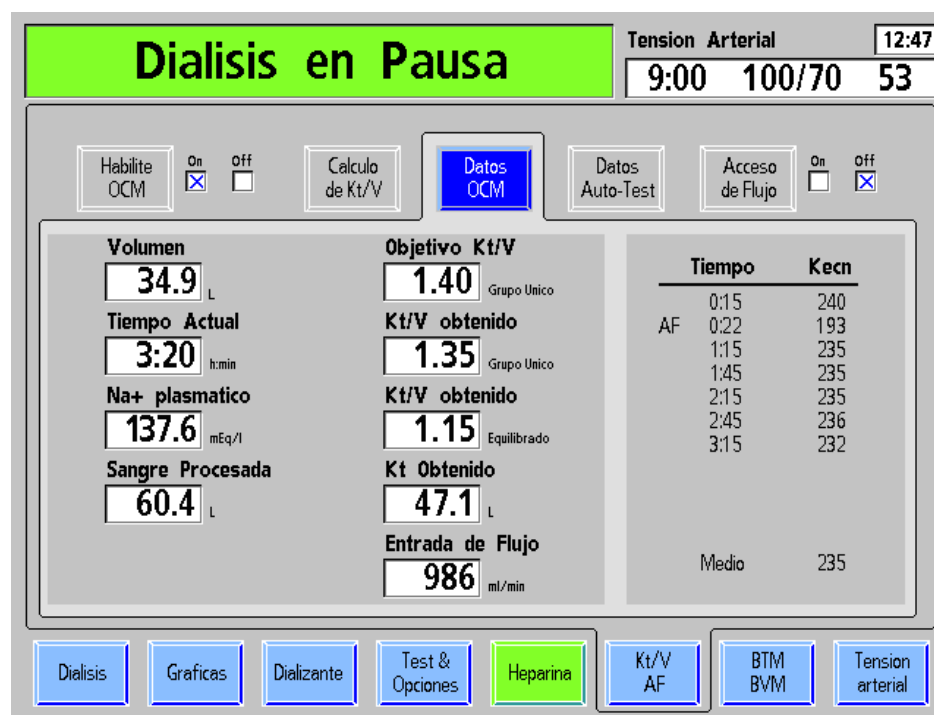 Dialisis en Pausa
Tension Arterial
12:47
9:00 100/70 53
Habilite OCM
On
Off
Calculo de Kt/V
Datos OCM
Datos Auto-Test
Acceso de Flujo
On
Off
Volumen
34.9 L
Tiempo Actual
3:20 h:min
Na+ plasmatico
137.6 mEq/l
Sangre Procesada
60.4 L
Objetivo Kt/V
1.40 Grupo Unico
Kt/V obtenido
1.35 Grupo Unico
Kt/V obtenido
1.15 Equilibrado
Kt Obtenido
47.1 L
Entrada de Flujo
986 ml/min
Tiempo Kecn
0:15 240
AF 0:22 193
1:15 235
1:45 235
2:15 235
2:45 236
3:15 232
Medio 235
Dialisis
Graficas
Dializante
Test & Opciones
Heparina
Kt/V AF
BTM BVM
Tension arterial